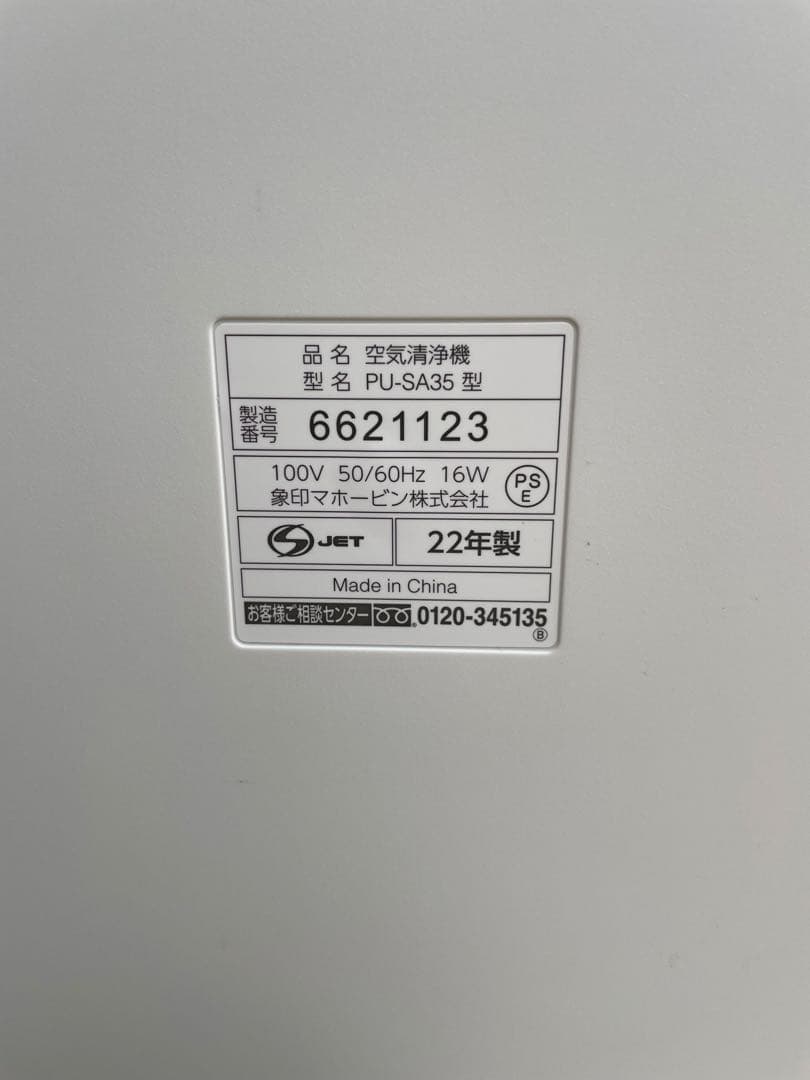 品名 空気清浄機
型名 PU-SA35 型
製造番号 6621123
100V 50/60Hz 16W
象印マホービン株式会社
PS
E
JET
22年製
Made in China
お客様ご相談センター 0120-345135
Ⓑ